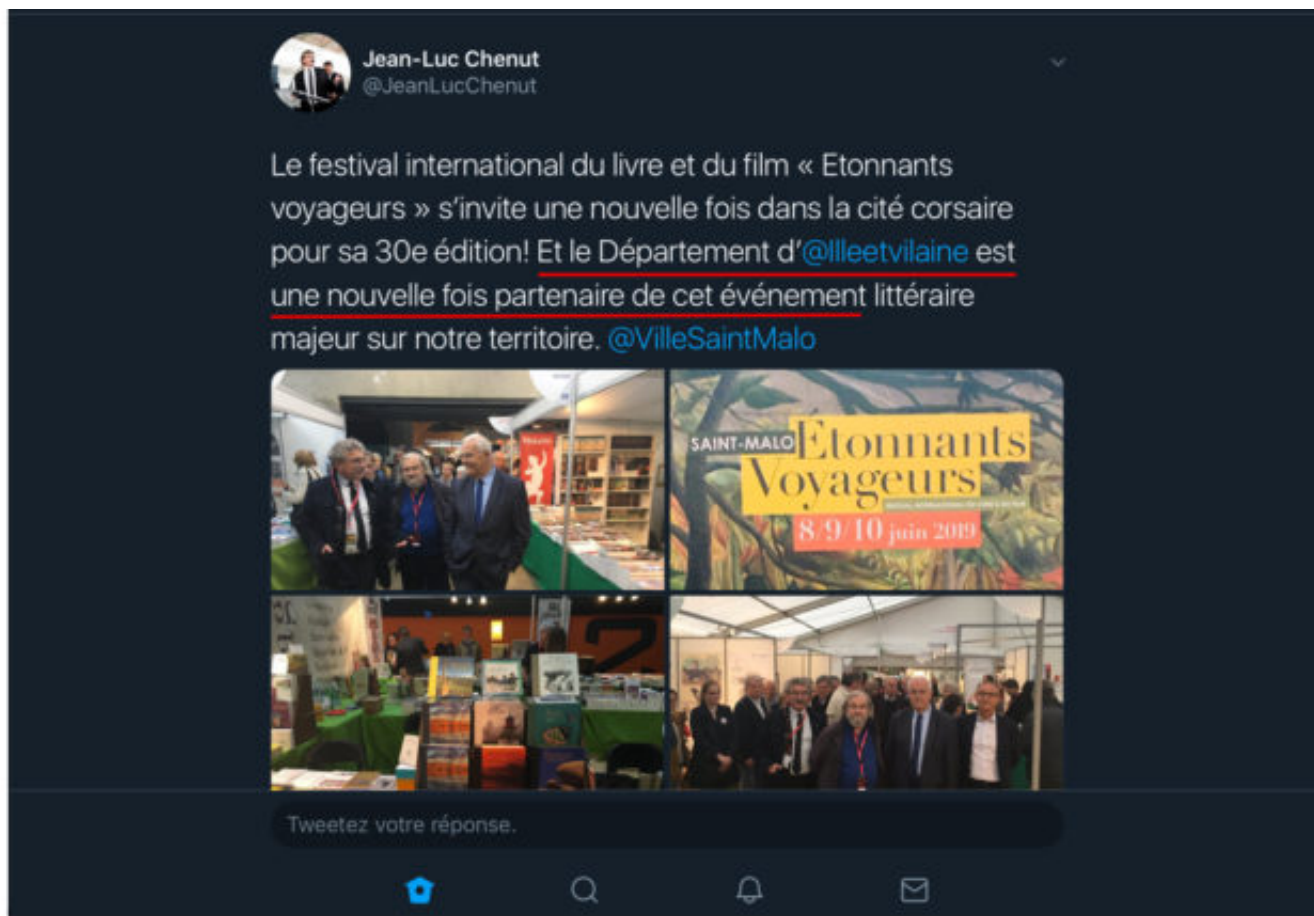 Jean-Luc Chenut
@JeanLucChenut
Le festival international du livre et du film « Etonnants
voyageurs » s’invite une nouvelle fois dans la cité corsaire
pour sa 30e édition! Et le Département d’@Illeetvilaine est
une nouvelle fois partenaire de cet événement littéraire
majeur sur notre territoire. @VilleSaintMalo
SAINT-MALO
Etonnants
Voyageurs
8/9/10 juin 2019
2
Tweetez votre réponse.